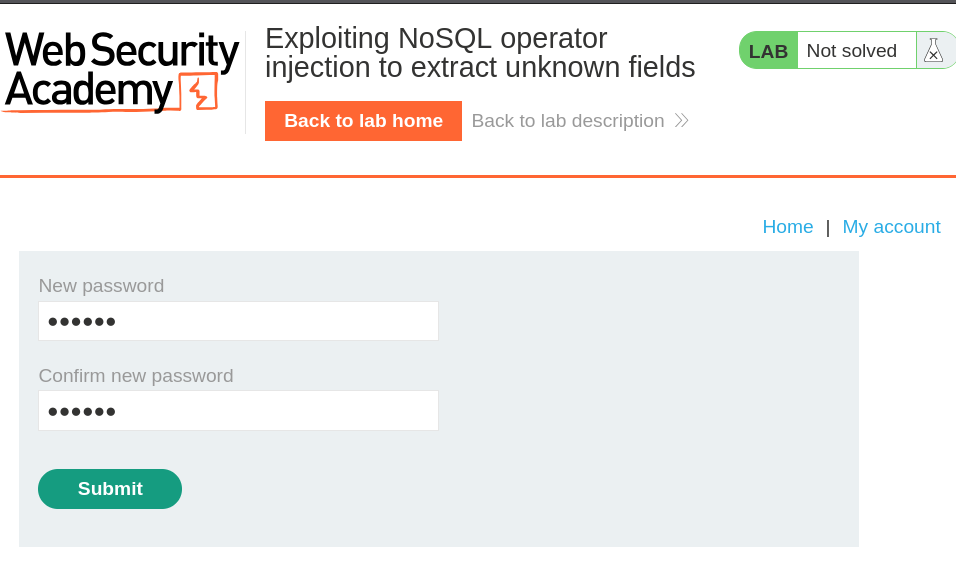 Web Security
Academy
Exploiting NoSQL operator
injection to extract unknown fields
Back to lab home
Back to lab description
LAB
Not solved
Home | My account
New password
••••••
Confirm new password
••••••
Submit